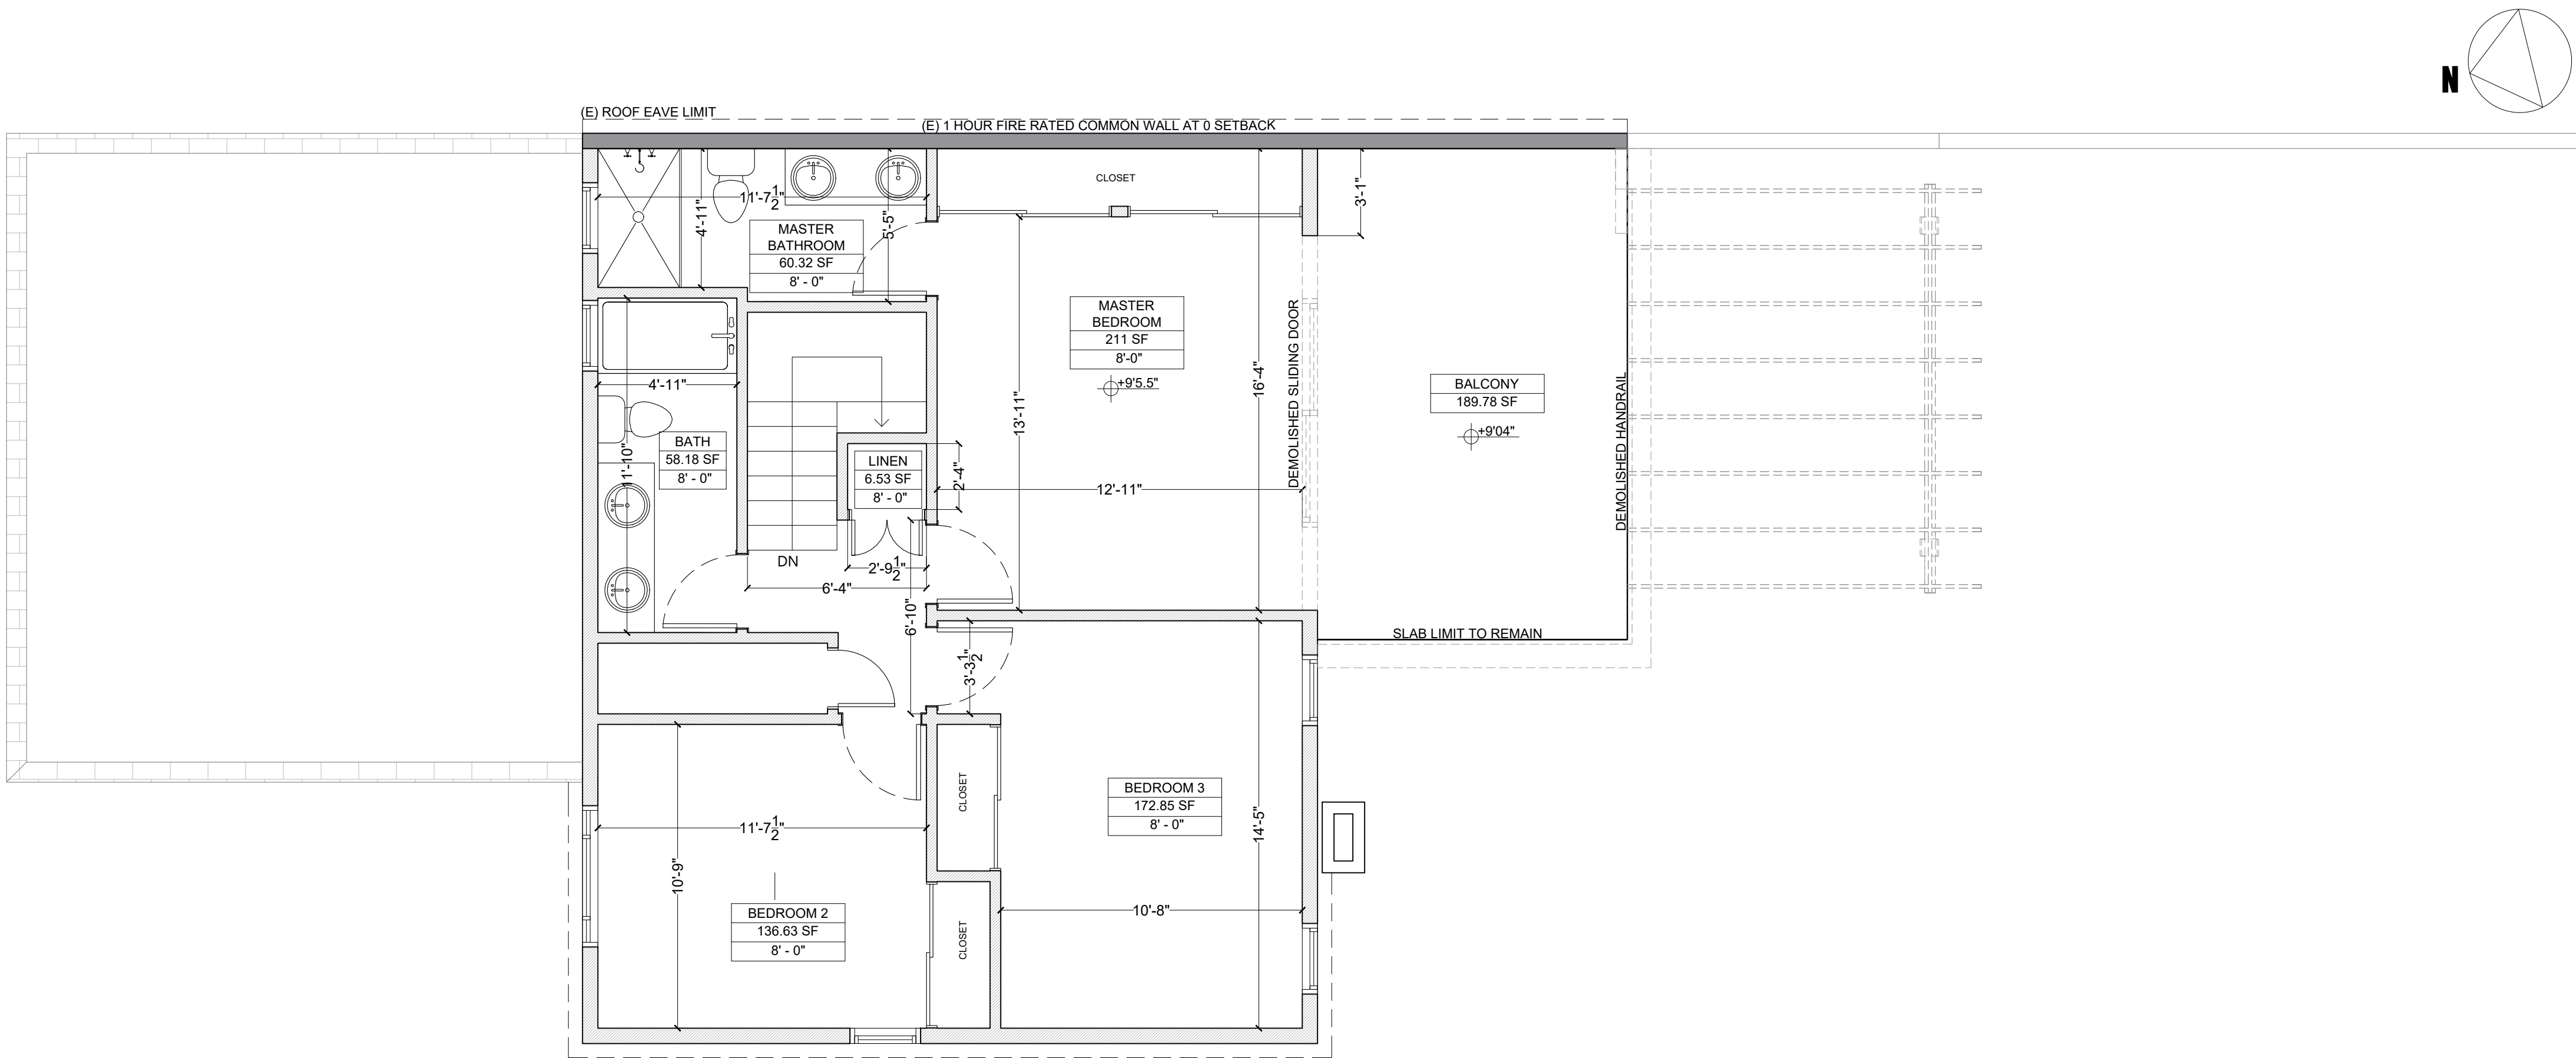 N
(E) ROOF EAVE LIMIT
(E) 1 HOUR FIRE RATED COMMON WALL AT 0 SETBACK
CLOSET
11'-7 1/2"
4'-11"
5'-5"
3'-1"
MASTER
BATHROOM
60.32 SF
8' - 0"
MASTER
BEDROOM
211 SF
8'-0"
+9'5.5"
13'-11"
16'-4"
DEMOLISHED SLIDING DOOR
BALCONY
189.78 SF
+9'04"
DEMOLISHED HANDRAIL
4'-11"
11'-10"
BATH
58.18 SF
8' - 0"
LINEN
6.53 SF
8' - 0"
2'-4"
12'-11"
DN
2'-9 1/2"
6'-4"
6'-10"
3'-3 1/2"
SLAB LIMIT TO REMAIN
CLOSET
BEDROOM 3
172.85 SF
8' - 0"
14'-5"
11'-7 1/2"
10'-9"
BEDROOM 2
136.63 SF
8' - 0"
CLOSET
10'-8"